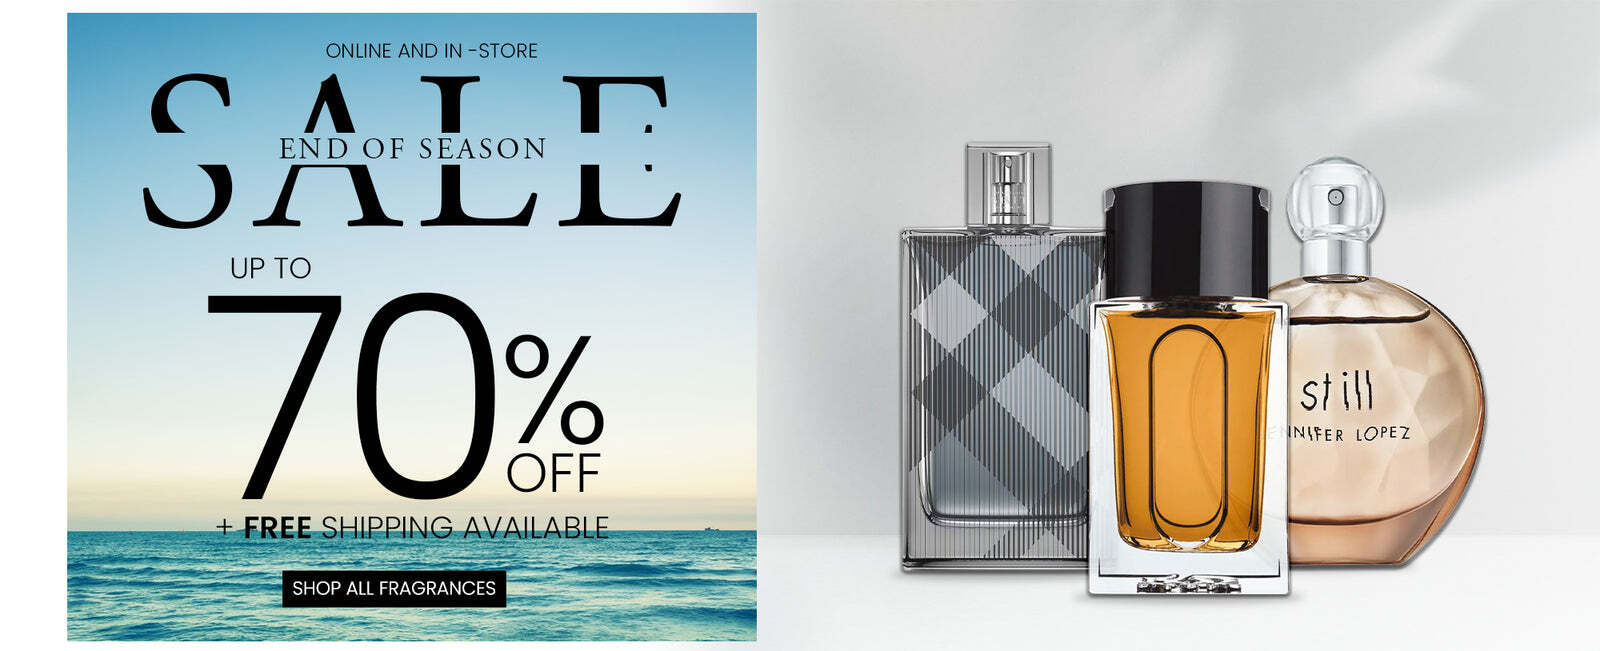 ONLINE AND IN -STORE
SALE
END OF SEASON
UP TO
70%
OFF
+ FREE SHIPPING AVAILABLE
SHOP ALL FRAGRANCES
still
ENNIFER LOPEZ